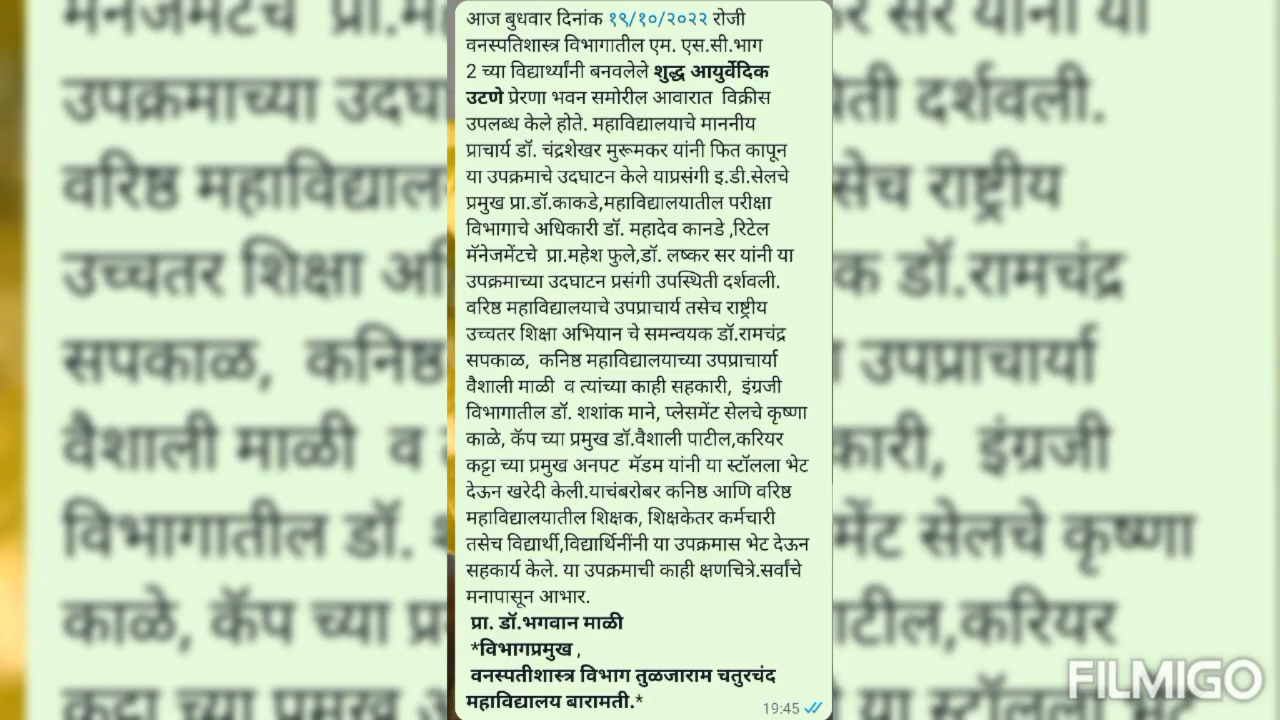 आज बुधवार दिनांक १९/१०/२०२२ रोजी
वनस्पतिशास्त्र विभागातील एम. एस.सी.भाग
2 च्या विद्यार्थ्यांनी बनवलेले शुद्ध आयुर्वेदिक
उटणे प्रेरणा भवन समोरील आवारात विक्रीस
उपलब्ध केले होते. महाविद्यालयाचे माननीय
प्राचार्य डॉ. चंद्रशेखर मुरूमकर यांनी फित कापून
या उपक्रमाचे उदघाटन केले याप्रसंगी इ.डी.सेलचे
प्रमुख प्रा.डॉ.काकडे,महाविद्यालयातील परीक्षा
विभागाचे अधिकारी डॉ. महादेव कानडे ,रिटेल
मॅनेजमेंटचे प्रा.महेश फुले,डॉ. लष्कर सर यांनी या
उपक्रमाच्या उदघाटन प्रसंगी उपस्थिती दर्शवली.
वरिष्ठ महाविद्यालयाचे उपप्राचार्य तसेच राष्ट्रीय
उच्चतर शिक्षा अभियान चे समन्वयक डॉ.रामचंद्र
सपकाळ, कनिष्ठ महाविद्यालयाच्या उपप्राचार्या
वैशाली माळी व त्यांच्या काही सहकारी, इंग्रजी
विभागातील डॉ. शशांक माने, प्लेसमेंट सेलचे कृष्णा
काळे, कॅप च्या प्रमुख डॉ.वैशाली पाटील,करियर
कट्टा च्या प्रमुख अनपट मॅडम यांनी या स्टॉलला भेट
देऊन खरेदी केली.याचंबरोबर कनिष्ठ आणि वरिष्ठ
महाविद्यालयातील शिक्षक, शिक्षकेतर कर्मचारी
तसेच विद्यार्थी,विद्यार्थिनींनी या उपक्रमास भेट देऊन
सहकार्य केले. या उपक्रमाची काही क्षणचित्रे.सर्वांचे
मनापासून आभार.
प्रा. डॉ.भगवान माळी
*विभागप्रमुख ,
वनस्पतीशास्त्र विभाग तुळजाराम चतुरचंद
महाविद्यालय बारामती.*
19:45
FILMIGO